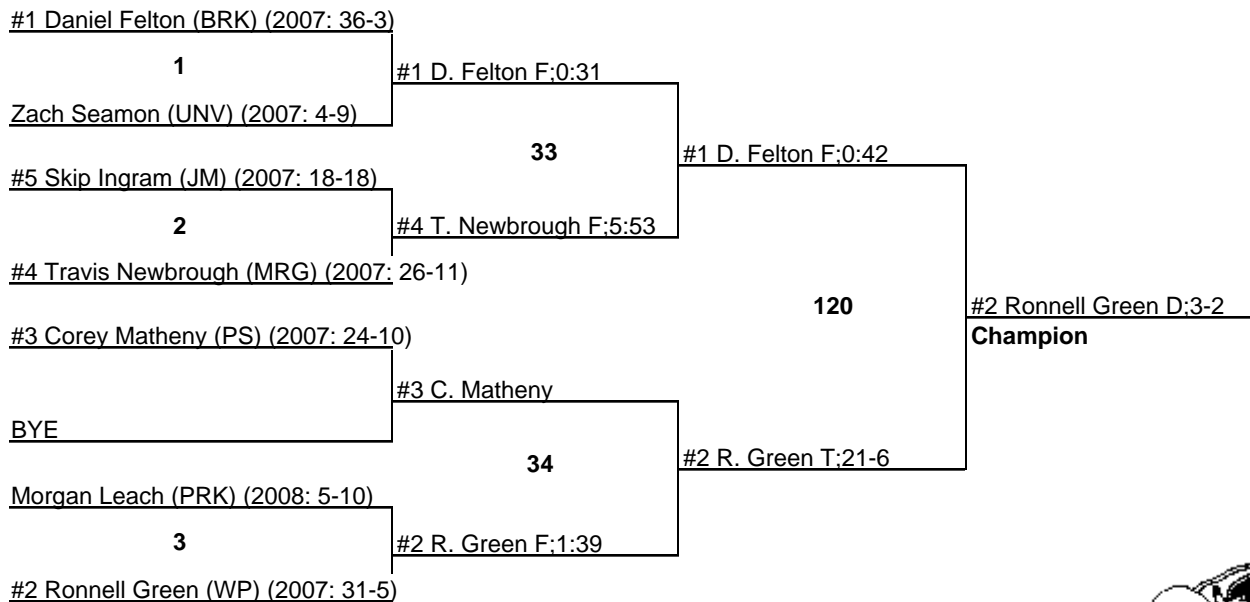 #1 Daniel Felton (BRK) (2007: 36-3)
1
#1 D. Felton F;0:31
Zach Seamon (UNV) (2007: 4-9)
33
#1 D. Felton F;0:42
#5 Skip Ingram (JM) (2007: 18-18)
2
#4 T. Newbrough F;5:53
#4 Travis Newbrough (MRG) (2007: 26-11)
120
#2 Ronnell Green D;3-2
Champion
#3 Corey Matheny (PS) (2007: 24-10)
#3 C. Matheny
BYE
34
#2 R. Green T;21-6
Morgan Leach (PRK) (2008: 5-10)
3
#2 R. Green F;1:39
#2 Ronnell Green (WP) (2007: 31-5)